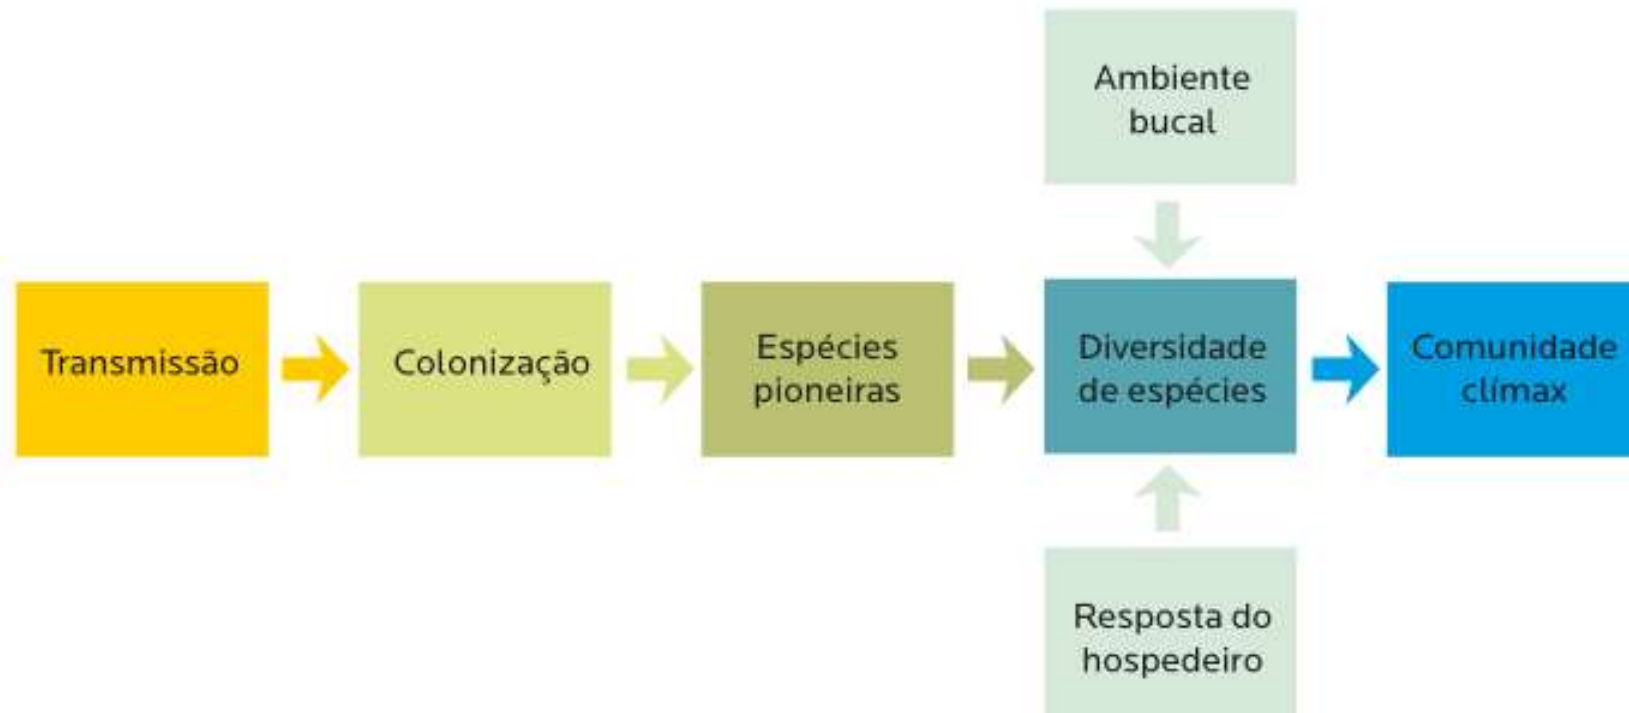 Ambiente
bucal
Transmissão
Colonização
Espécies
pioneiras
Diversidade
de espécies
Comunidade
clímax
Resposta do
hospedeiro